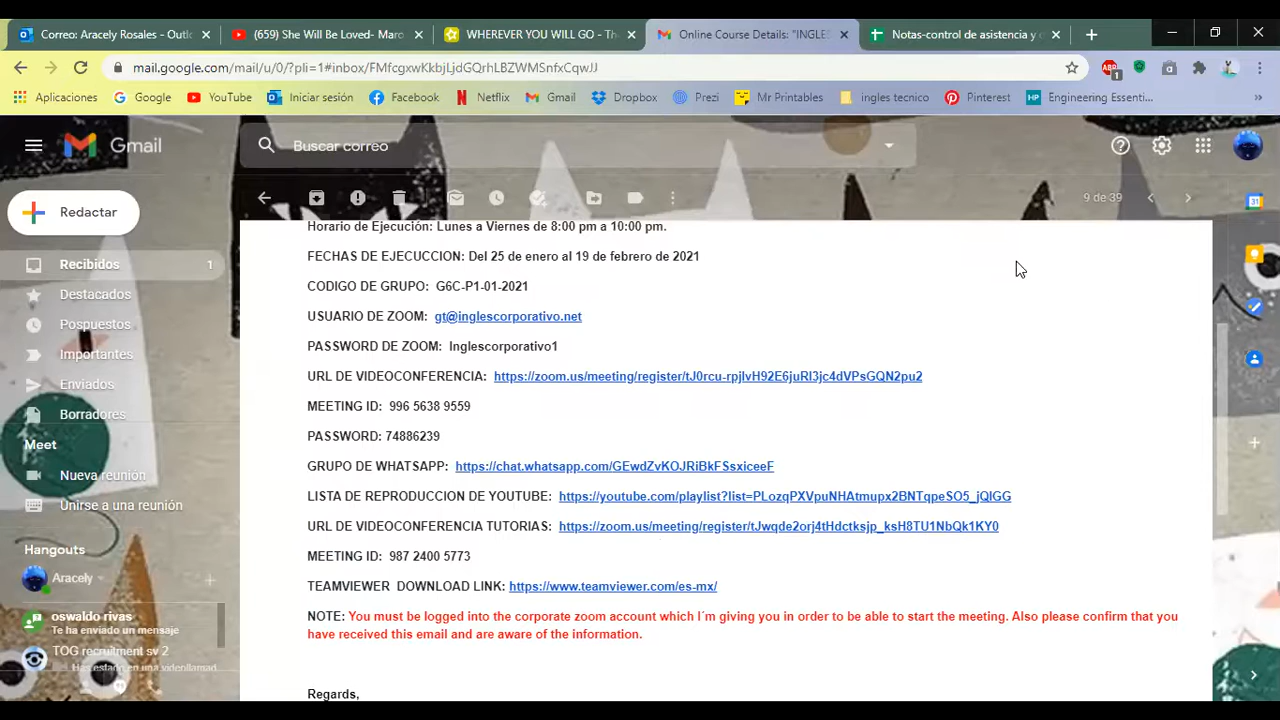 Correo: Aracely Rosales - Outlo
(659) She Will Be Loved- Maro
WHEREVER YOU WILL GO - The
Online Course Details: "INGLES
Notas-control de asistencia y c
mail.google.com/mail/u/0/?pli=1#inbox/FMfcgxwKkbjLjdGQrhLBZWMSnfxCqwJJ
Aplicaciones Google YouTube Iniciar sesión Facebook Netflix Gmail Dropbox Prezi Mr Printables ingles tecnico Pinterest Engineering Essenti...
Gmail
Buscar correo
Redactar
9 de 39
Recibidos 1
Destacados
Pospuestos
Importantes
Enviados
Borradores
Meet
Nueva reunión
Unirse a una reunión
Hangouts
Aracely
oswaldo rivas
Te ha enviado un mensaje
TOG recruitment sv 2
Has estado en una videollamad
Horario de Ejecución: Lunes a Viernes de 8:00 pm a 10:00 pm.
FECHAS DE EJECUCCION: Del 25 de enero al 19 de febrero de 2021
CODIGO DE GRUPO: G6C-P1-01-2021
USUARIO DE ZOOM: gt@inglescorporativo.net
PASSWORD DE ZOOM: Inglescorporativo1
URL DE VIDEOCONFERENCIA: https://zoom.us/meeting/register/tJ0rcu-rpjIvH92E6juRI3jc4dVPsGQN2pu2
MEETING ID: 996 5638 9559
PASSWORD: 74886239
GRUPO DE WHATSAPP: https://chat.whatsapp.com/GEwdZvKOJRiBkFSsxiceeF
LISTA DE REPRODUCCION DE YOUTUBE: https://youtube.com/playlist?list=PLozqPXVpuNHAtmupx2BNTqpeSO5_jQIGG
URL DE VIDEOCONFERENCIA TUTORIAS: https://zoom.us/meeting/register/tJwqde2orj4tHdctksjp_ksH8TU1NbQk1KY0
MEETING ID: 987 2400 5773
TEAMVIEWER DOWNLOAD LINK: https://www.teamviewer.com/es-mx/
NOTE: You must be logged into the corporate zoom account which I´m giving you in order to be able to start the meeting. Also please confirm that you
have received this email and are aware of the information.
Regards,